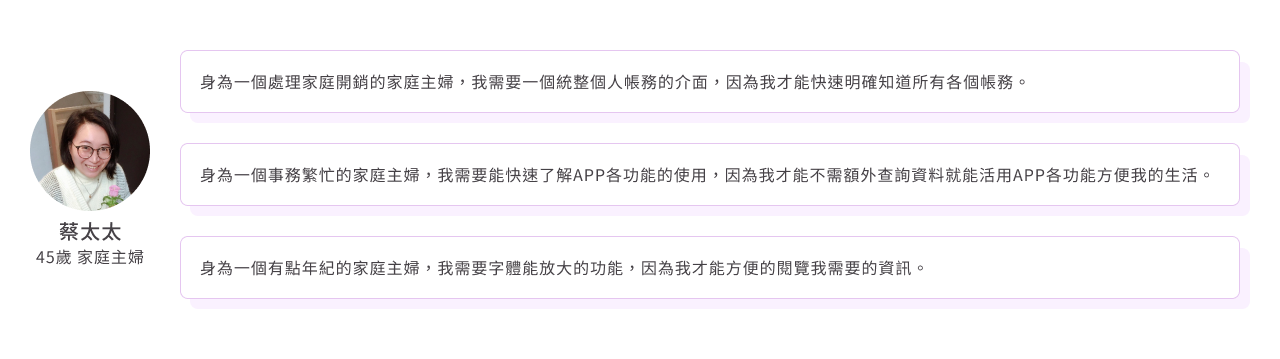 身為一個處理家庭開銷的家庭主婦，我需要一個統整個人帳務的介面，因為我才能快速明確知道所有各個帳務。
身為一個事務繁忙的家庭主婦，我需要能快速了解APP各功能的使用，因為我才能不需額外查詢資料就能活用APP各功能方便我的生活。
蔡太太
45歲 家庭主婦
身為一個有點年紀的家庭主婦，我需要字體能放大的功能，因為我才能方便的閱覽我需要的資訊。